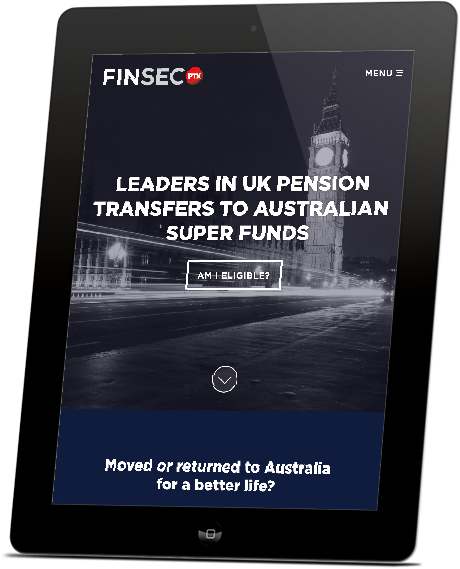 FINSEC PTX
MENU
LEADERS IN UK PENSION
TRANSFERS TO AUSTRALIAN
SUPER FUNDS
AM I ELIGIBLE?
Moved or returned to Australia
for a better life?